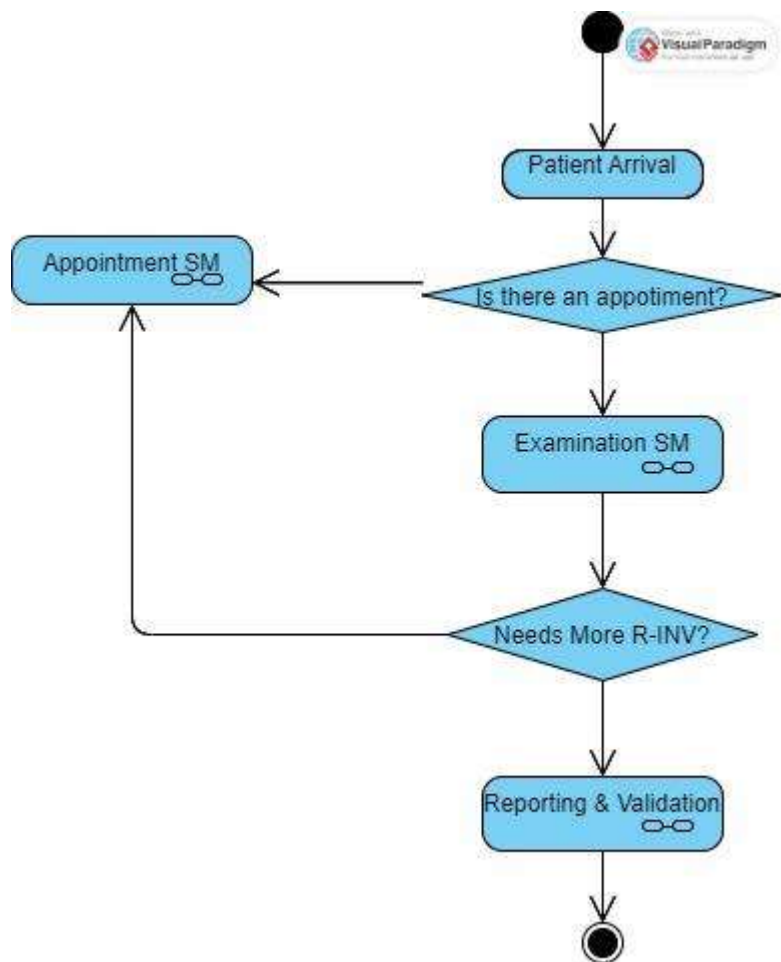 VisualParadigm
Patient Arrival
Appointment SM
Is there an appotiment?
Examination SM
Needs More R-INV?
Reporting & Validation